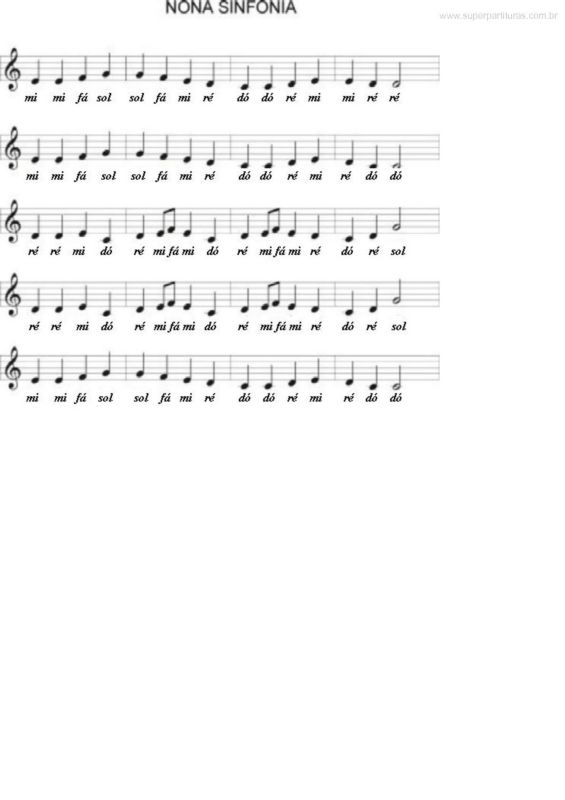 NONA SINFONIA
www.superpartituras.com.br
mi mi fá sol sol fá mi ré dó dó ré mi mi ré ré
mi mi fá sol sol fá mi ré dó dó ré mi ré dó dó
ré ré mi dó ré mi fá mi dó ré mi fá mi ré dó ré sol
ré ré mi dó ré mi fá mi dó ré mi fá mi ré dó ré sol
mi mi fá sol sol fá mi ré dó dó ré mi ré dó dó